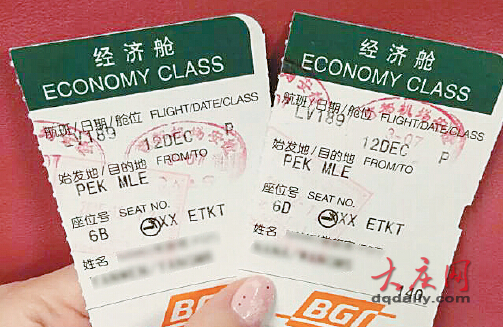 经济舱
ECONOMY CLASS
航班/日期/舱位 FLIGHT/DATE/CLASS
LV189 12DEC P
始发地/目的地 FROM/TO
PEK MLE
座位号 SEAT NO.
6B XX ETKT
姓名
BGS
经济舱
ECONOMY CLASS
航班/日期/舱位 FLIGHT/DATE/CLASS
LV189 12DEC P
始发地/目的地 FROM/TO
PEK MLE
座位号 SEAT NO.
6D XX ETKT
姓名
BGS
大庆网
dqdaily.com